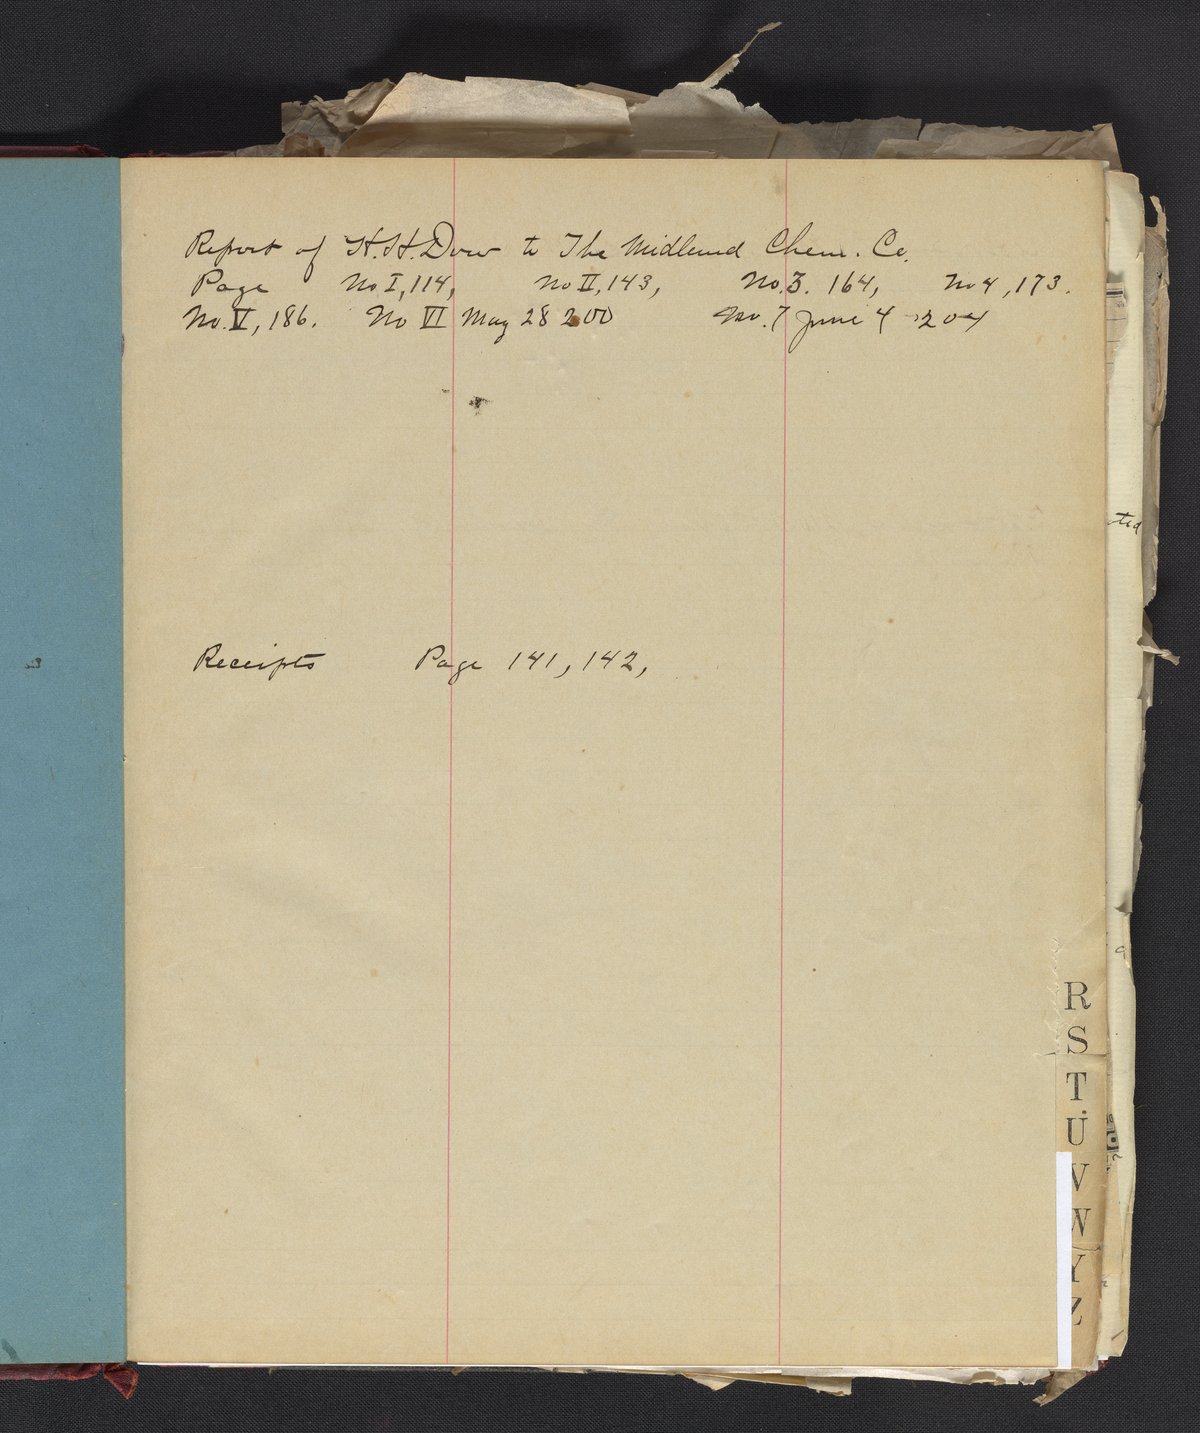 Report of H.H.Dow to The Midland Chem. Co.
Page No I, 114, No II, 143, No. 3. 164, No 4, 173.
No. V, 186. No VI May 28 200 No. 7 June 4 204
Receipts Page 141, 142,
ted
R
S
T
U
V
W
Y
Z